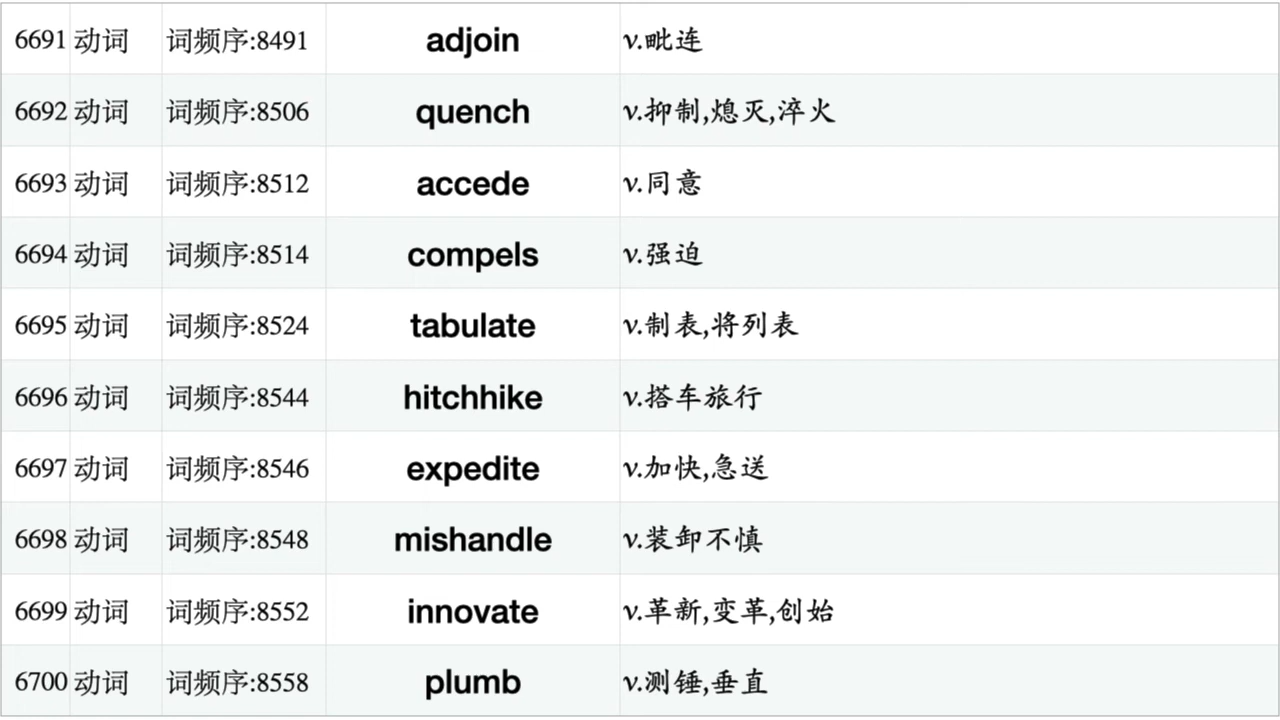 6691 动词 词频序:8491 adjoin v.毗连
6692 动词 词频序:8506 quench v.抑制,熄灭,淬火
6693 动词 词频序:8512 accede v.同意
6694 动词 词频序:8514 compels v.强迫
6695 动词 词频序:8524 tabulate v.制表,将列表
6696 动词 词频序:8544 hitchhike v.搭车旅行
6697 动词 词频序:8546 expedite v.加快,急送
6698 动词 词频序:8548 mishandle v.装卸不慎
6699 动词 词频序:8552 innovate v.革新,变革,创始
6700 动词 词频序:8558 plumb v.测锤,垂直